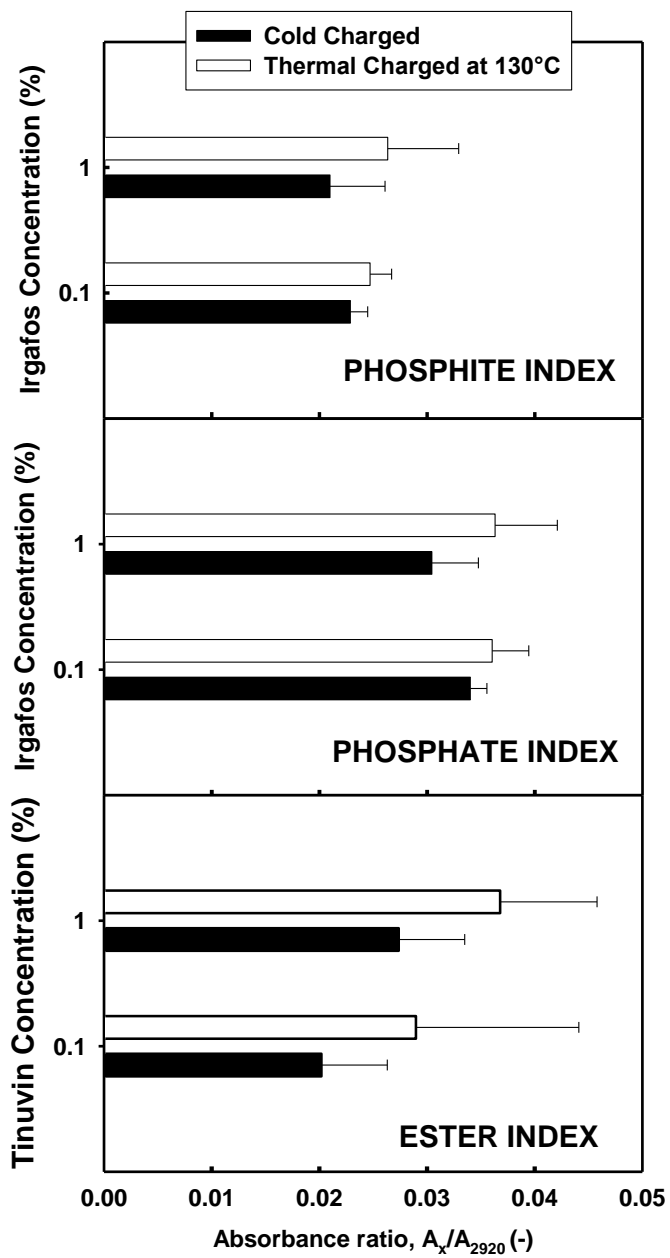 Cold Charged
Thermal Charged at 130°C
Irgafos Concentration (%)
1
0.1
PHOSPHITE INDEX
Irgafos Concentration (%)
1
0.1
PHOSPHATE INDEX
Tinuvin Concentration (%)
1
0.1
ESTER INDEX
0.00 0.01 0.02 0.03 0.04 0.05
Absorbance ratio, Aₓ/A₂₉₂₀ (-)